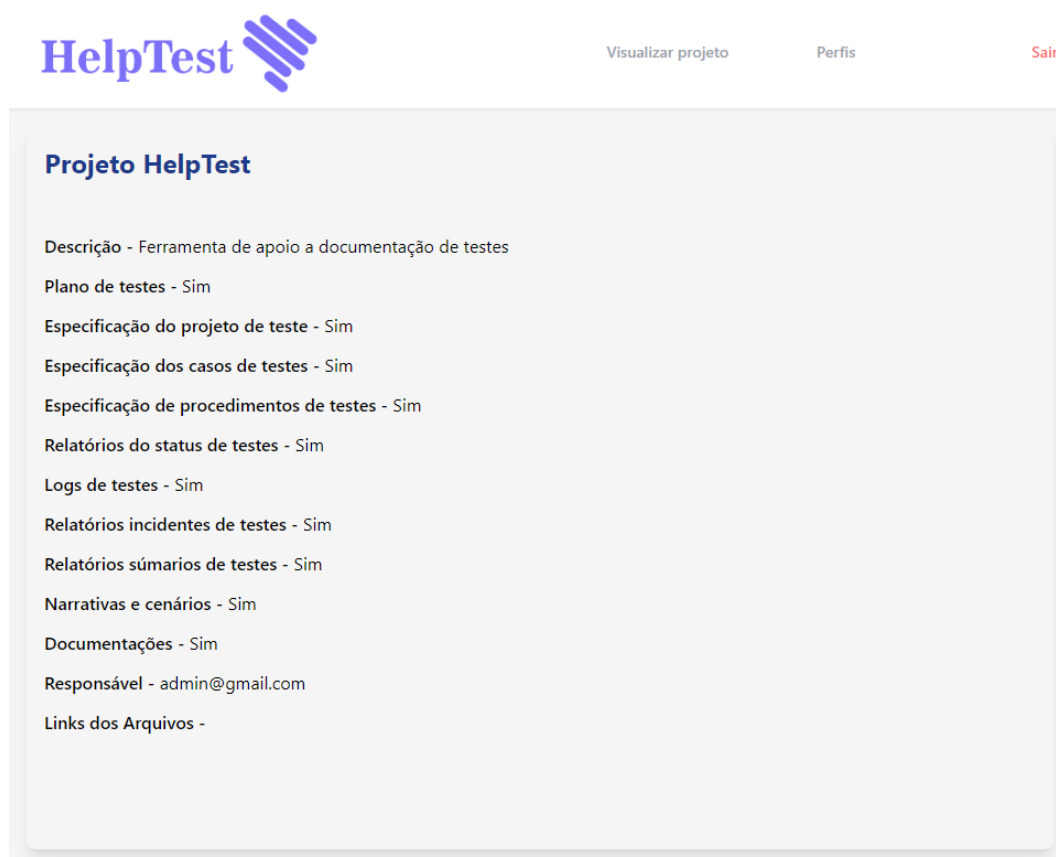 HelpTest
Visualizar projeto Perfis Sair
Projeto HelpTest
Descrição - Ferramenta de apoio a documentação de testes
Plano de testes - Sim
Especificação do projeto de teste - Sim
Especificação dos casos de testes - Sim
Especificação de procedimentos de testes - Sim
Relatórios do status de testes - Sim
Logs de testes - Sim
Relatórios incidentes de testes - Sim
Relatórios súmarios de testes - Sim
Narrativas e cenários - Sim
Documentações - Sim
Responsável - admin@gmail.com
Links dos Arquivos -